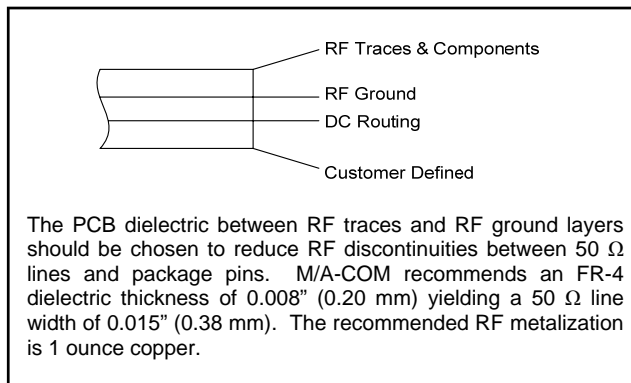 RF Traces & Components
RF Ground
DC Routing
Customer Defined
The PCB dielectric between RF traces and RF ground layers
should be chosen to reduce RF discontinuities between 50 Ω
lines and package pins. M/A-COM recommends an FR-4
dielectric thickness of 0.008” (0.20 mm) yielding a 50 Ω line
width of 0.015” (0.38 mm). The recommended RF metalization
is 1 ounce copper.